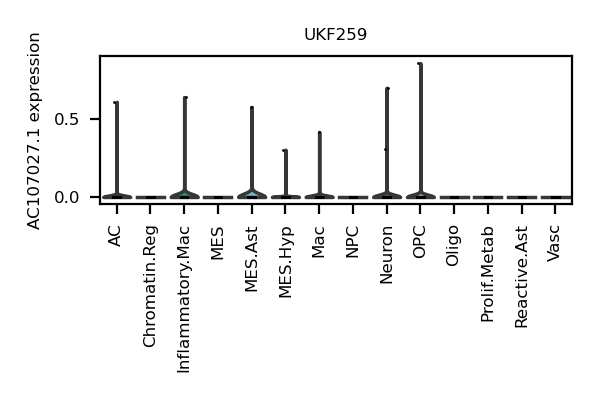 UKF259
AC107027.1 expression
0.5
0.0
AC
Chromatin.Reg
Inflammatory.Mac
MES
MES.Ast
MES.Hyp
Mac
NPC
Neuron
OPC
Oligo
Prolif.Metab
Reactive.Ast
Vasc